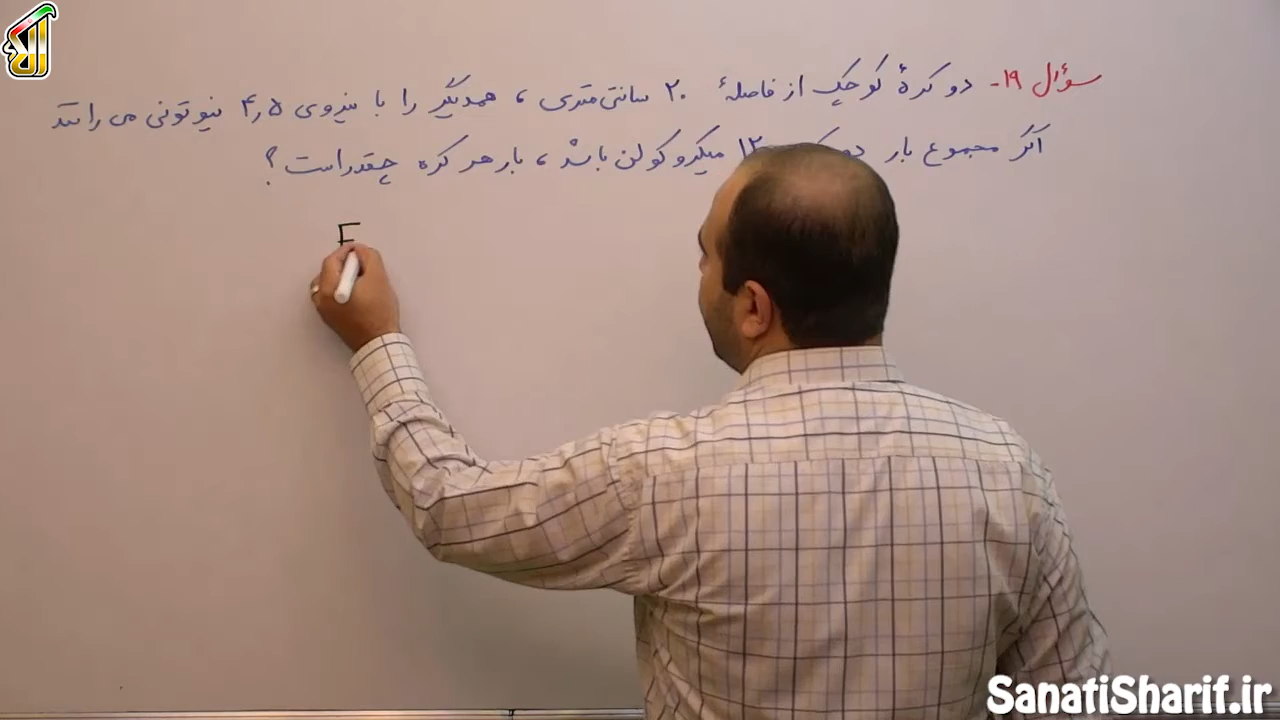 سؤال ۱۹- دو کرهٔ کوچک از فاصلهٔ ۲۰ سانتی‌متری ، همدیگر را با نیروی ۴٫۵ نیوتونی می‌رانند
اگر مجموع بار دو ۱۲ میکروکولن باشد ، بار هر کره چقدر است ؟
F
SanatiSharif.ir